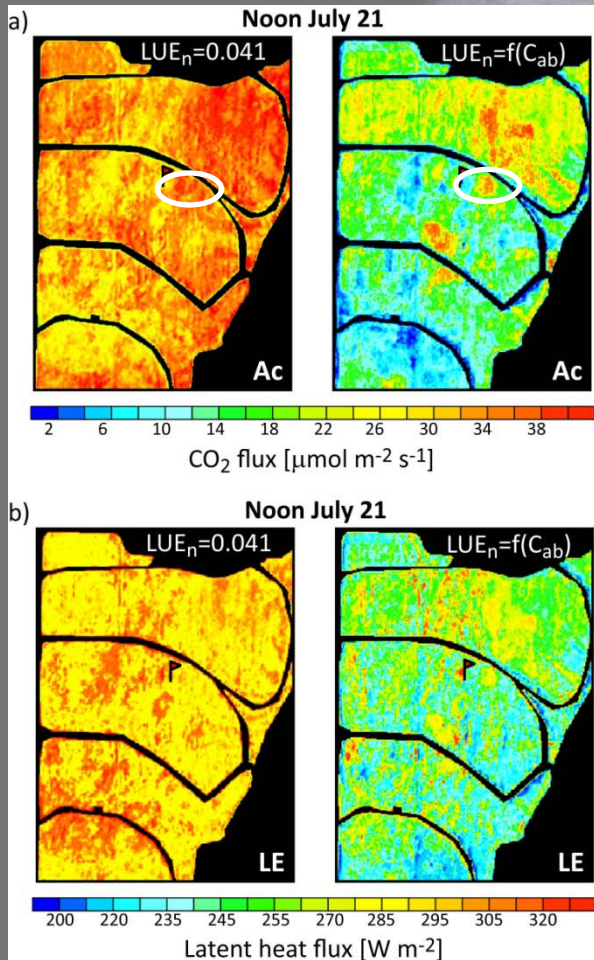 a)
Noon July 21
LUEn=0.041
LUEn=f(Cab)
Ac
Ac
2 6 10 14 18 22 26 30 34 38
CO2 flux [µmol m-2 s-1]
b)
Noon July 21
LUEn=0.041
LUEn=f(Cab)
LE
LE
200 220 235 245 255 270 285 295 305 320
Latent heat flux [W m-2]